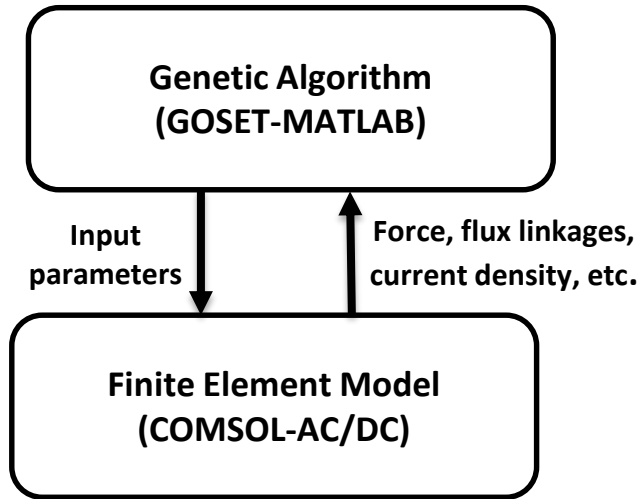 Genetic Algorithm
(GOSET-MATLAB)
Input
parameters
Force, flux linkages,
current density, etc.
Finite Element Model
(COMSOL-AC/DC)